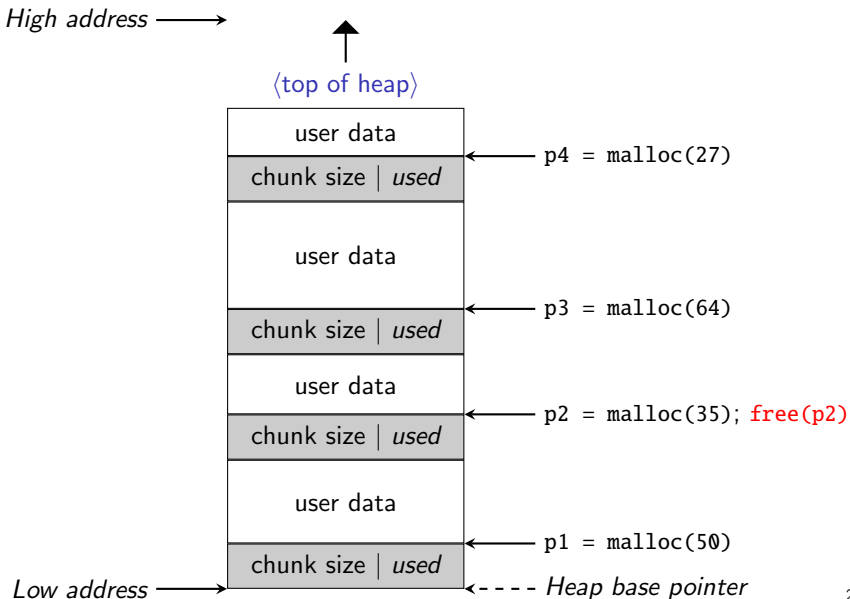 High address
⟨top of heap⟩
user data
p4 = malloc(27)
chunk size | used
user data
p3 = malloc(64)
chunk size | used
user data
p2 = malloc(35); free(p2)
chunk size | used
user data
p1 = malloc(50)
chunk size | used
Low address
Heap base pointer